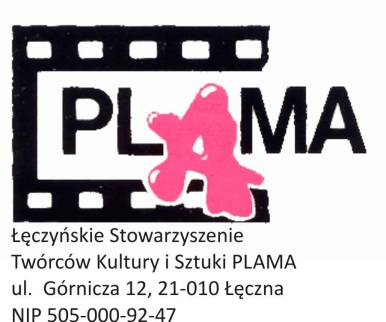 PLAMA
Łęczyńskie Stowarzyszenie
Twórców Kultury i Sztuki PLAMA
ul. Górnicza 12, 21-010 Łęczna
NIP 505-000-92-47